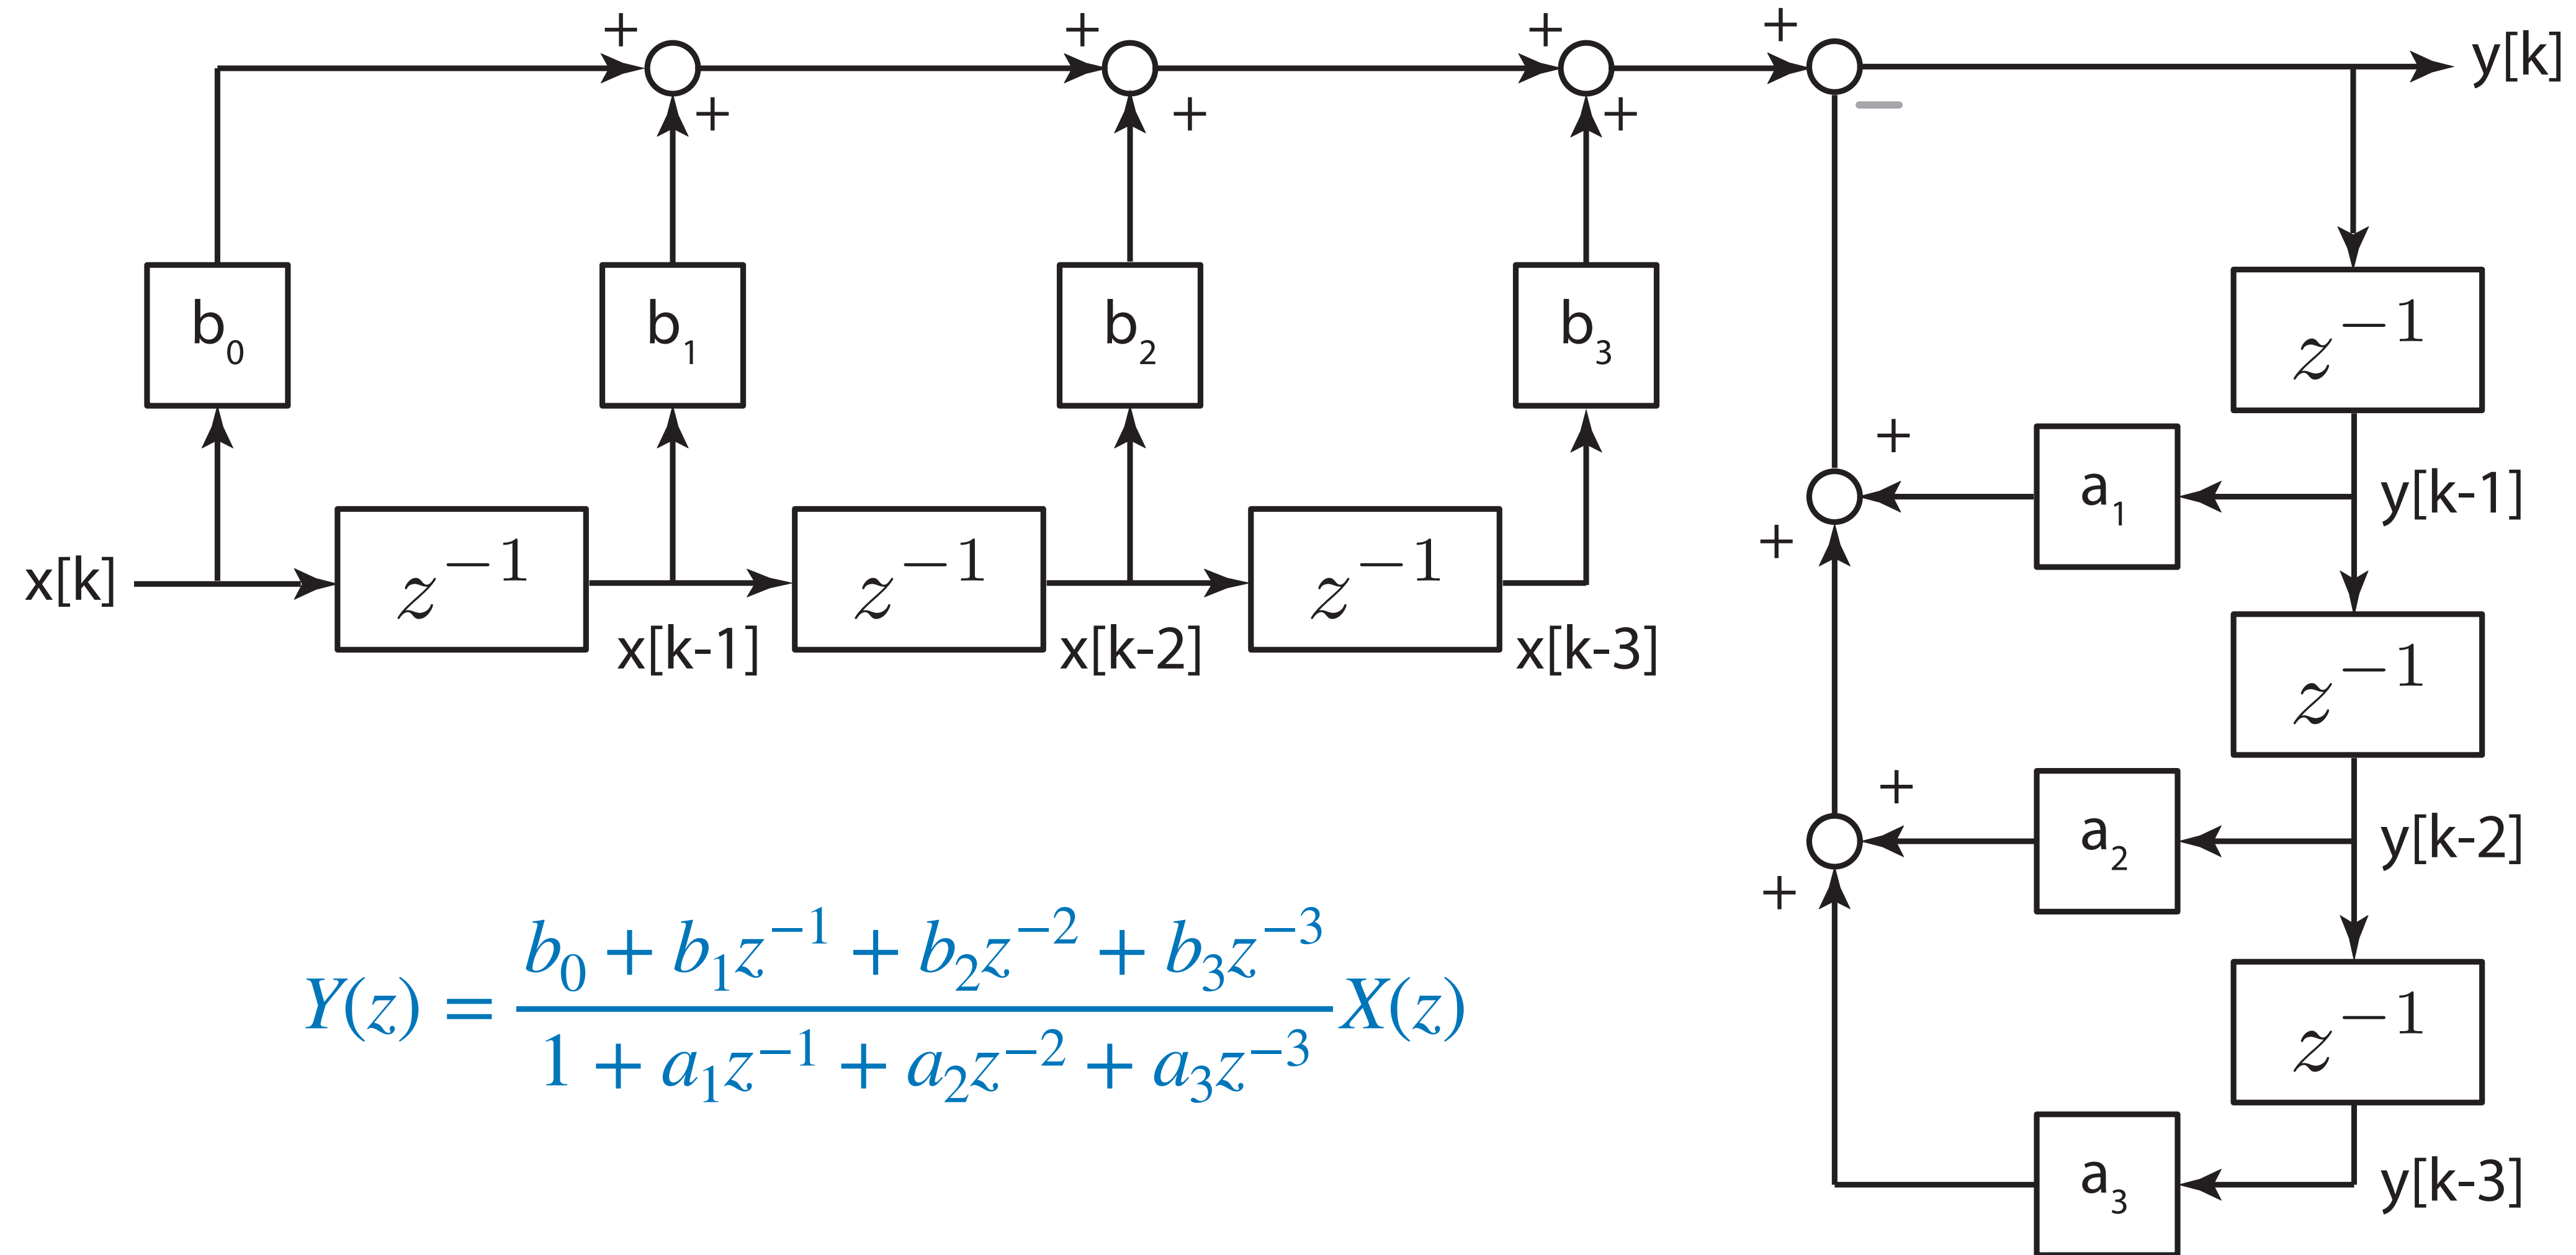 + + + + y[k]
+ + + −
b₀ b₁ b₂ b₃ z⁻¹
+ a₁ y[k-1]
x[k] z⁻¹ z⁻¹ z⁻¹ +
x[k-1] x[k-2] x[k-3] z⁻¹
+ a₂ y[k-2]
+
Y(z) = \frac{b₀ + b₁z⁻¹ + b₂z⁻² + b₃z⁻³}{1 + a₁z⁻¹ + a₂z⁻² + a₃z⁻³} X(z)
z⁻¹
a₃ y[k-3]